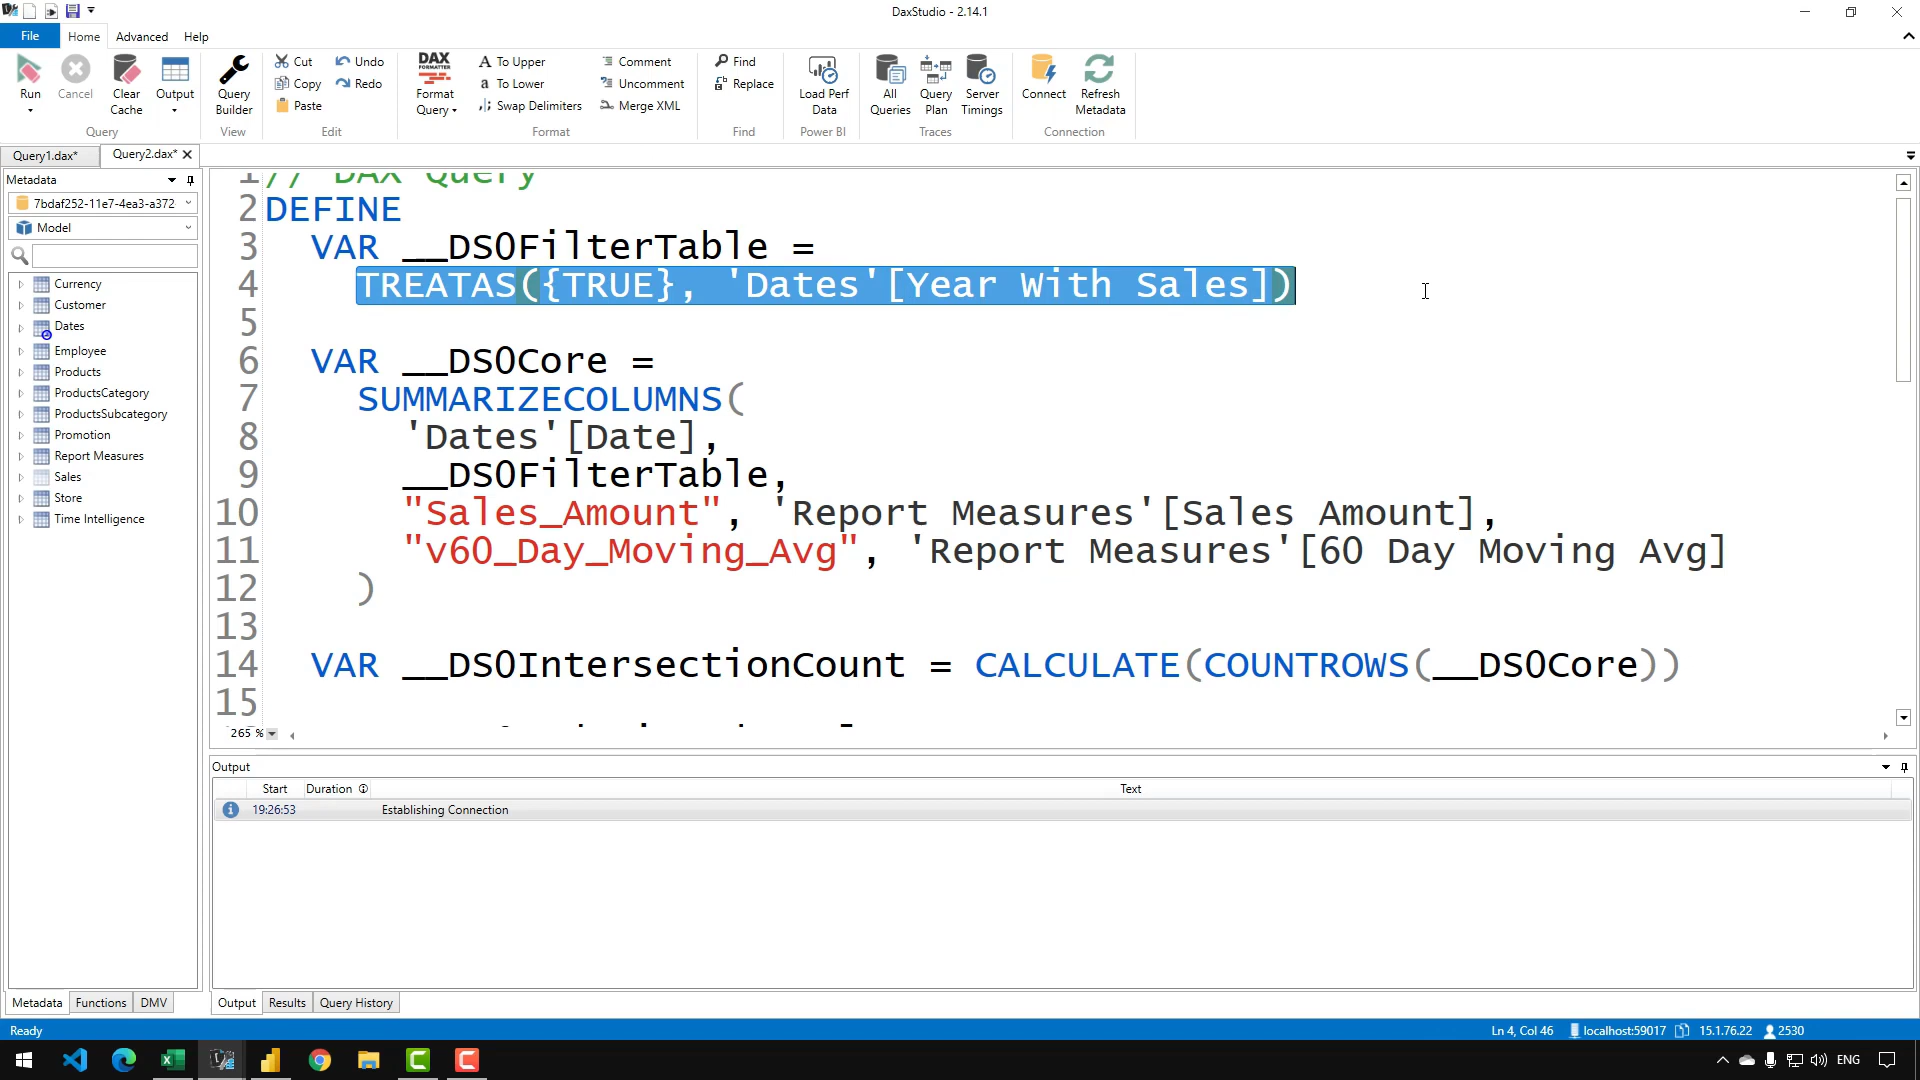 DaxStudio - 2.14.1
File
Home
Advanced
Help
Run
Cancel
Clear Cache
Output
Query
Query Builder
View
Cut
Copy
Paste
Undo
Redo
Edit
DAX FORMATTER
Format Query
A To Upper
a To Lower
Swap Delimiters
Comment
Uncomment
Merge XML
Format
Find
Replace
Find
Load Perf Data
Power BI
All Queries
Query Plan
Server Timings
Traces
Connect
Refresh Metadata
Connection
Query1.dax*
Query2.dax*
Metadata
7bdaf252-11e7-4ea3-a372
Model
Currency
Customer
Dates
Employee
Products
ProductsCategory
ProductsSubcategory
Promotion
Report Measures
Sales
Store
Time Intelligence
1 // DAX Query
2 DEFINE
3 VAR __DS0FilterTable =
4 TREATAS({TRUE}, 'Dates'[Year With Sales])
5
6 VAR __DS0Core =
7 SUMMARIZECOLUMNS(
8 'Dates'[Date],
9 __DS0FilterTable,
10 "Sales_Amount", 'Report Measures'[Sales Amount],
11 "v60_Day_Moving_Avg", 'Report Measures'[60 Day Moving Avg]
12 )
13
14 VAR __DS0IntersectionCount = CALCULATE(COUNTROWS(__DS0Core))
15
265 %
Output
Start
Duration
Text
19:26:53
Establishing Connection
Metadata
Functions
DMV
Output
Results
Query History
Ready
Ln 4, Col 46
localhost:59017
15.1.76.22
2530
ENG